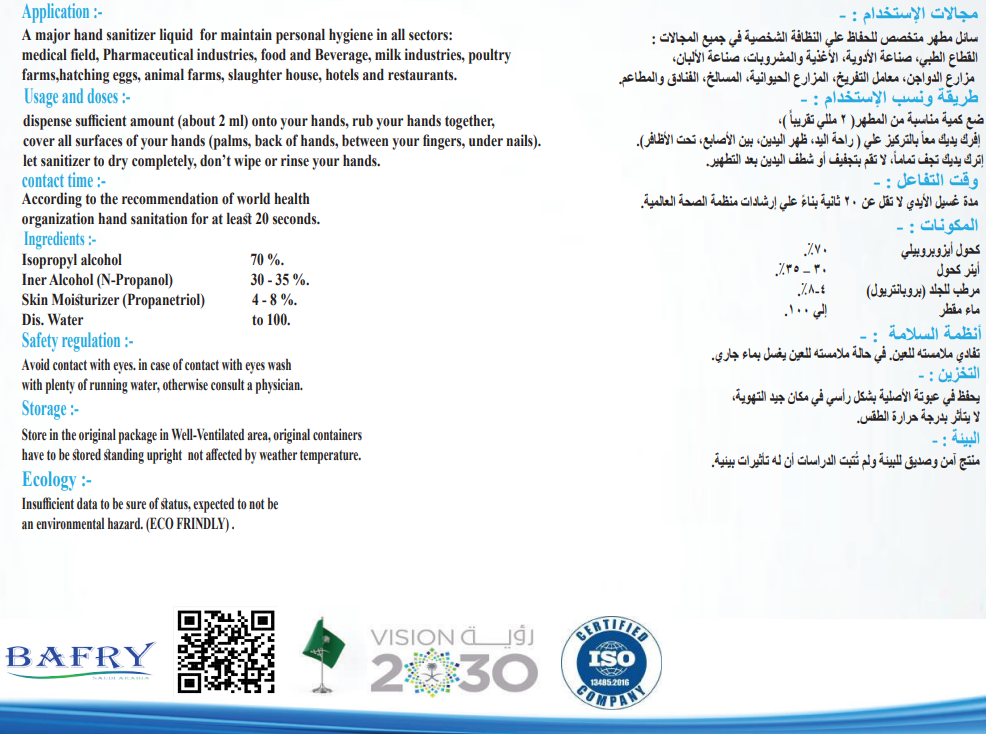 Application :-
A major hand sanitizer liquid for maintain personal hygiene in all sectors:
medical field, Pharmaceutical industries, food and Beverage, milk industries, poultry
farms,hatching eggs, animal farms, slaughter house, hotels and restaurants.
Usage and doses :-
dispense sufficient amount (about 2 ml) onto your hands, rub your hands together,
cover all surfaces of your hands (palms, back of hands, between your fingers, under nails).
let sanitizer to dry completely, don't wipe or rinse your hands.
contact time :-
According to the recommendation of world health
organization hand sanitation for at least 20 seconds.
Ingredients :-
Isopropyl alcohol 70 %.
Iner Alcohol (N-Propanol) 30 - 35 %.
Skin Moisturizer (Propanetriol) 4 - 8 %.
Dis. Water to 100.
Safety regulation :-
Avoid contact with eyes. in case of contact with eyes wash
with plenty of running water, otherwise consult a physician.
Storage :-
Store in the original package in Well-Ventilated area, original containers
have to be stored standing upright not affected by weather temperature.
Ecology :-
Insufficient data to be sure of status, expected to not be
an environmental hazard. (ECO FRINDLY) .
مجالات الإستخدام : -
سائل مطهر متخصص للحفاظ علي النظافة الشخصية في جميع المجالات :
القطاع الطبي، صناعة الأدوية، الأغذية والمشروبات، صناعة الألبان،
مزارع الدواجن، معامل التفريخ، المزارع الحيوانية، المسالخ، الفنادق والمطاعم.
طريقة ونسب الإستخدام : -
ضع كمية مناسبة من المطهر( ٢ مللي تقريباً )،
إفرك يديك معاً بالتركيز علي ( راحة اليد، ظهر اليدين، بين الأصابع، تحت الأظافر).
إترك يديك تجف تماماً، لا تقم بتجفيف أو شطف اليدين بعد التطهير.
وقت التفاعل : -
مدة غسيل الأيدي لا تقل عن ٢٠ ثانية بناءً علي إرشادات منظمة الصحة العالمية.
المكونات : -
كحول أيزوبروبيلي ٧٠٪.
أينر كحول ٣٠ – ٣٥٪.
مرطب للجلد (بروبانتريول) ٤-٨٪.
ماء مقطر إلي ١٠٠.
أنظمة السلامة : -
تفادي ملامسته للعين. في حالة ملامسته للعين يغسل بماء جاري.
التخزين : -
يحفظ في عبوتة الأصلية بشكل رأسي في مكان جيد التهوية،
لا يتأثر بدرجة حرارة الطقس.
البيئة : -
منتج آمن وصديق للبيئة ولم تُثبت الدراسات أن له تأثيرات بيئية.
BAFRY
SAUDI ARABIA
VISION رؤيــة
2030
CERTIFIED
ISO
13485:2016
COMPANY